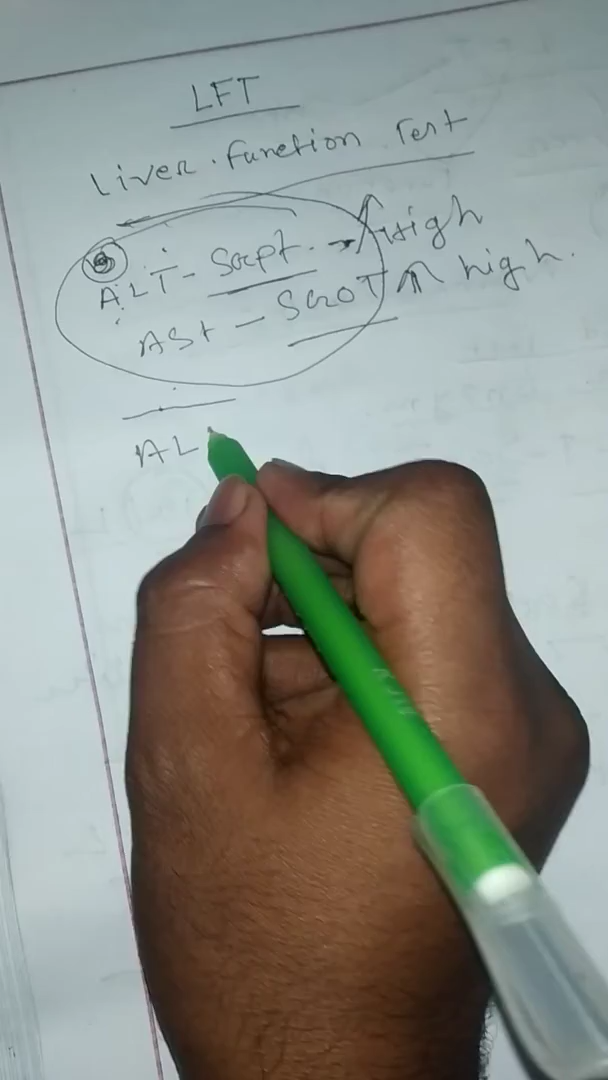 LFT
Liver Function Test
ALT - SGPT → ↑ High
AST - SGOT ↑ high.
AL